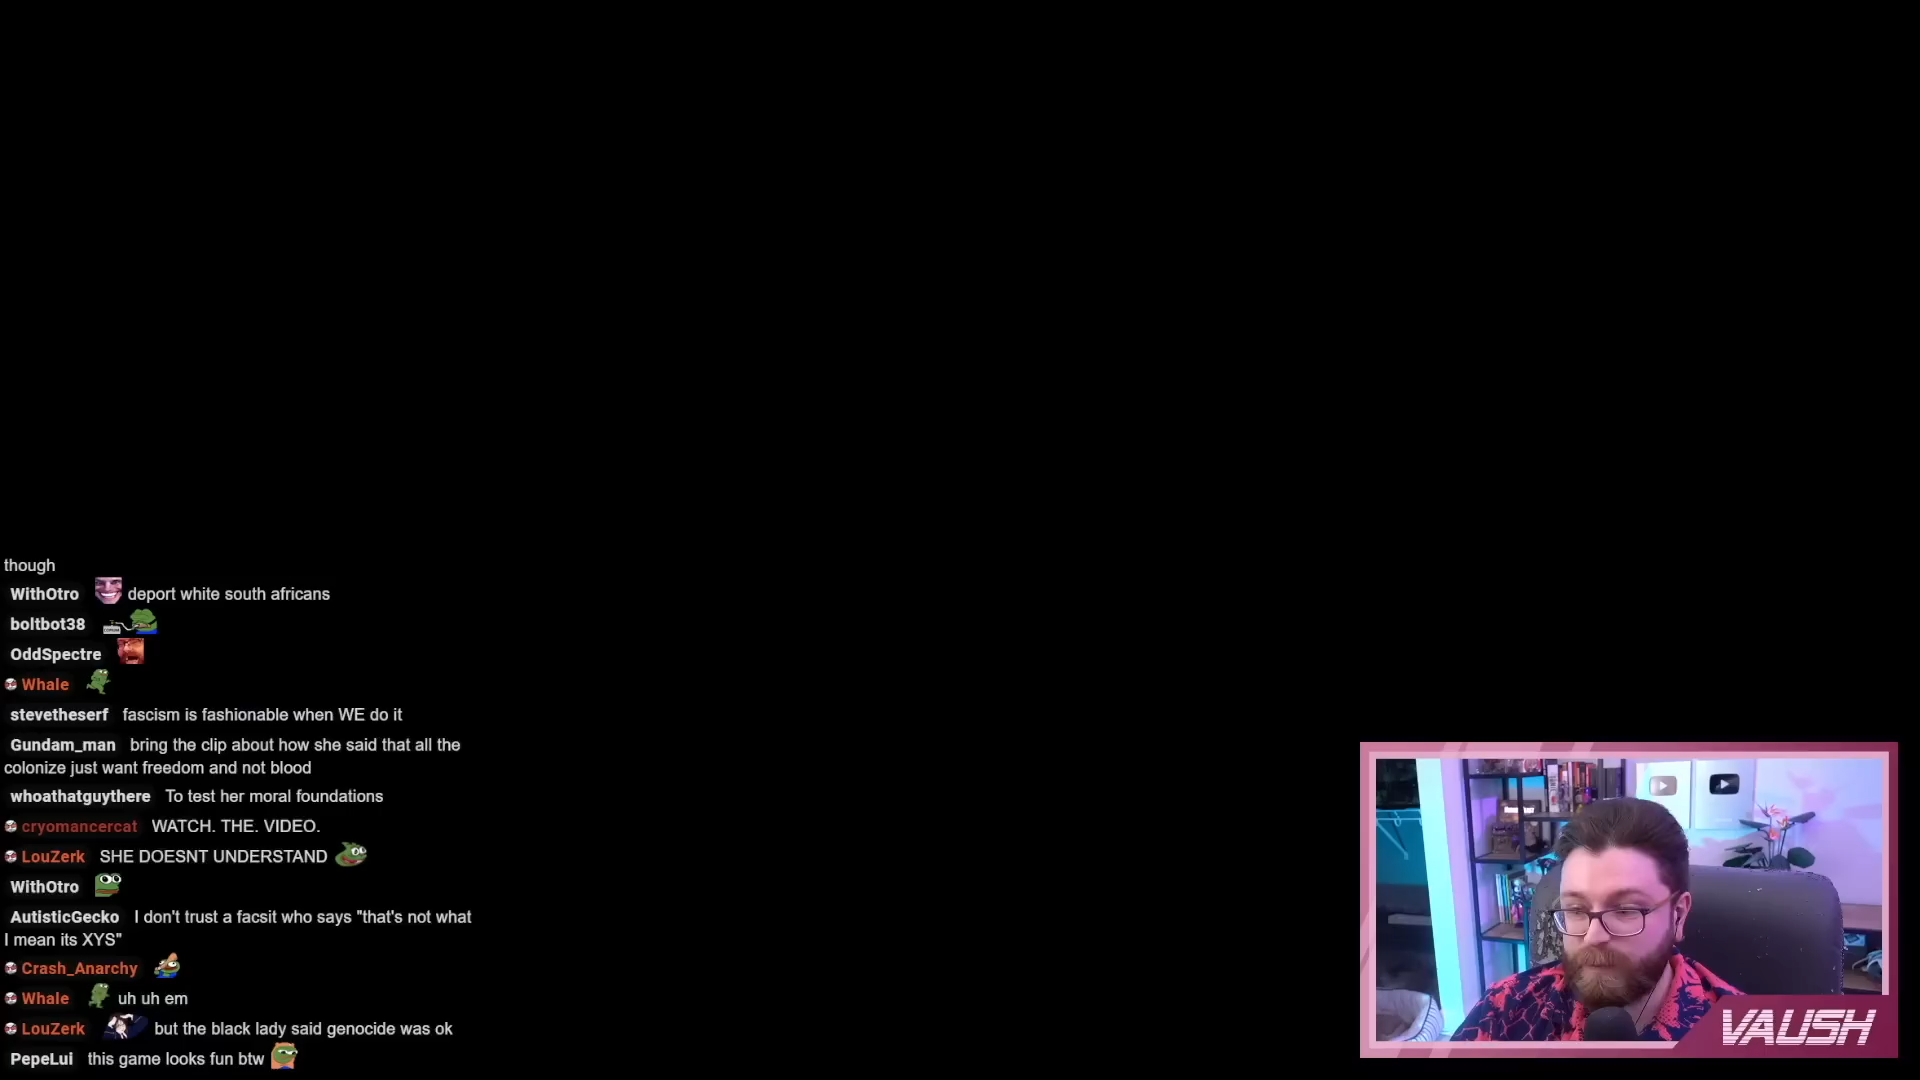 though
WithOtro deport white south africans
boltbot38
OddSpectre
Whale
stevetheserf fascism is fashionable when WE do it
Gundam_man bring the clip about how she said that all the
colonize just want freedom and not blood
whoathatguythere To test her moral foundations
cryomancercat WATCH. THE. VIDEO.
LouZerk SHE DOESNT UNDERSTAND
WithOtro
AutisticGecko I don't trust a facsit who says "that's not what
I mean its XYS"
Crash_Anarchy
Whale uh uh em
LouZerk but the black lady said genocide was ok
PepeLui this game looks fun btw
VAUSH